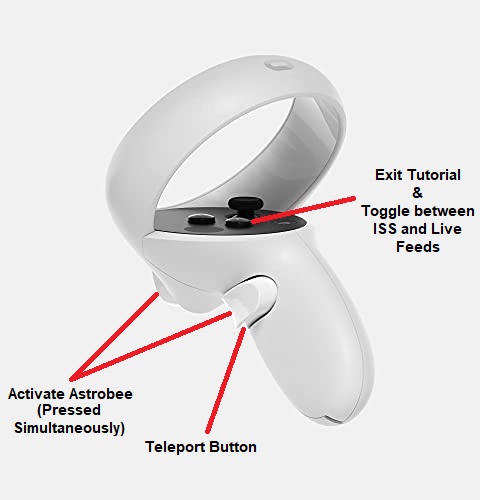 Exit Tutorial
&
Toggle between
ISS and Live
Feeds
Activate Astrobee
(Pressed
Simultaneously)
Teleport Button